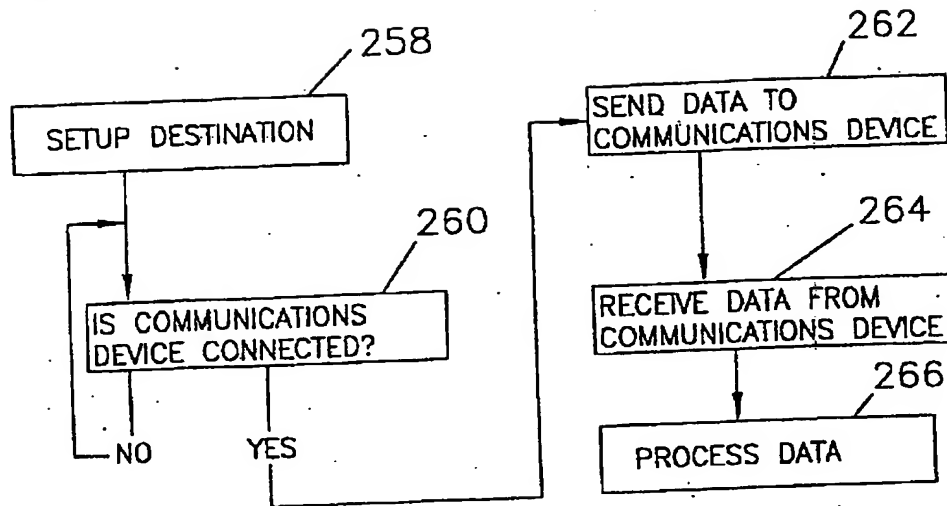 258
SETUP DESTINATION
260
IS COMMUNICATIONS
DEVICE CONNECTED?
NO
YES
262
SEND DATA TO
COMMUNICATIONS DEVICE
264
RECEIVE DATA FROM
COMMUNICATIONS DEVICE
266
PROCESS DATA